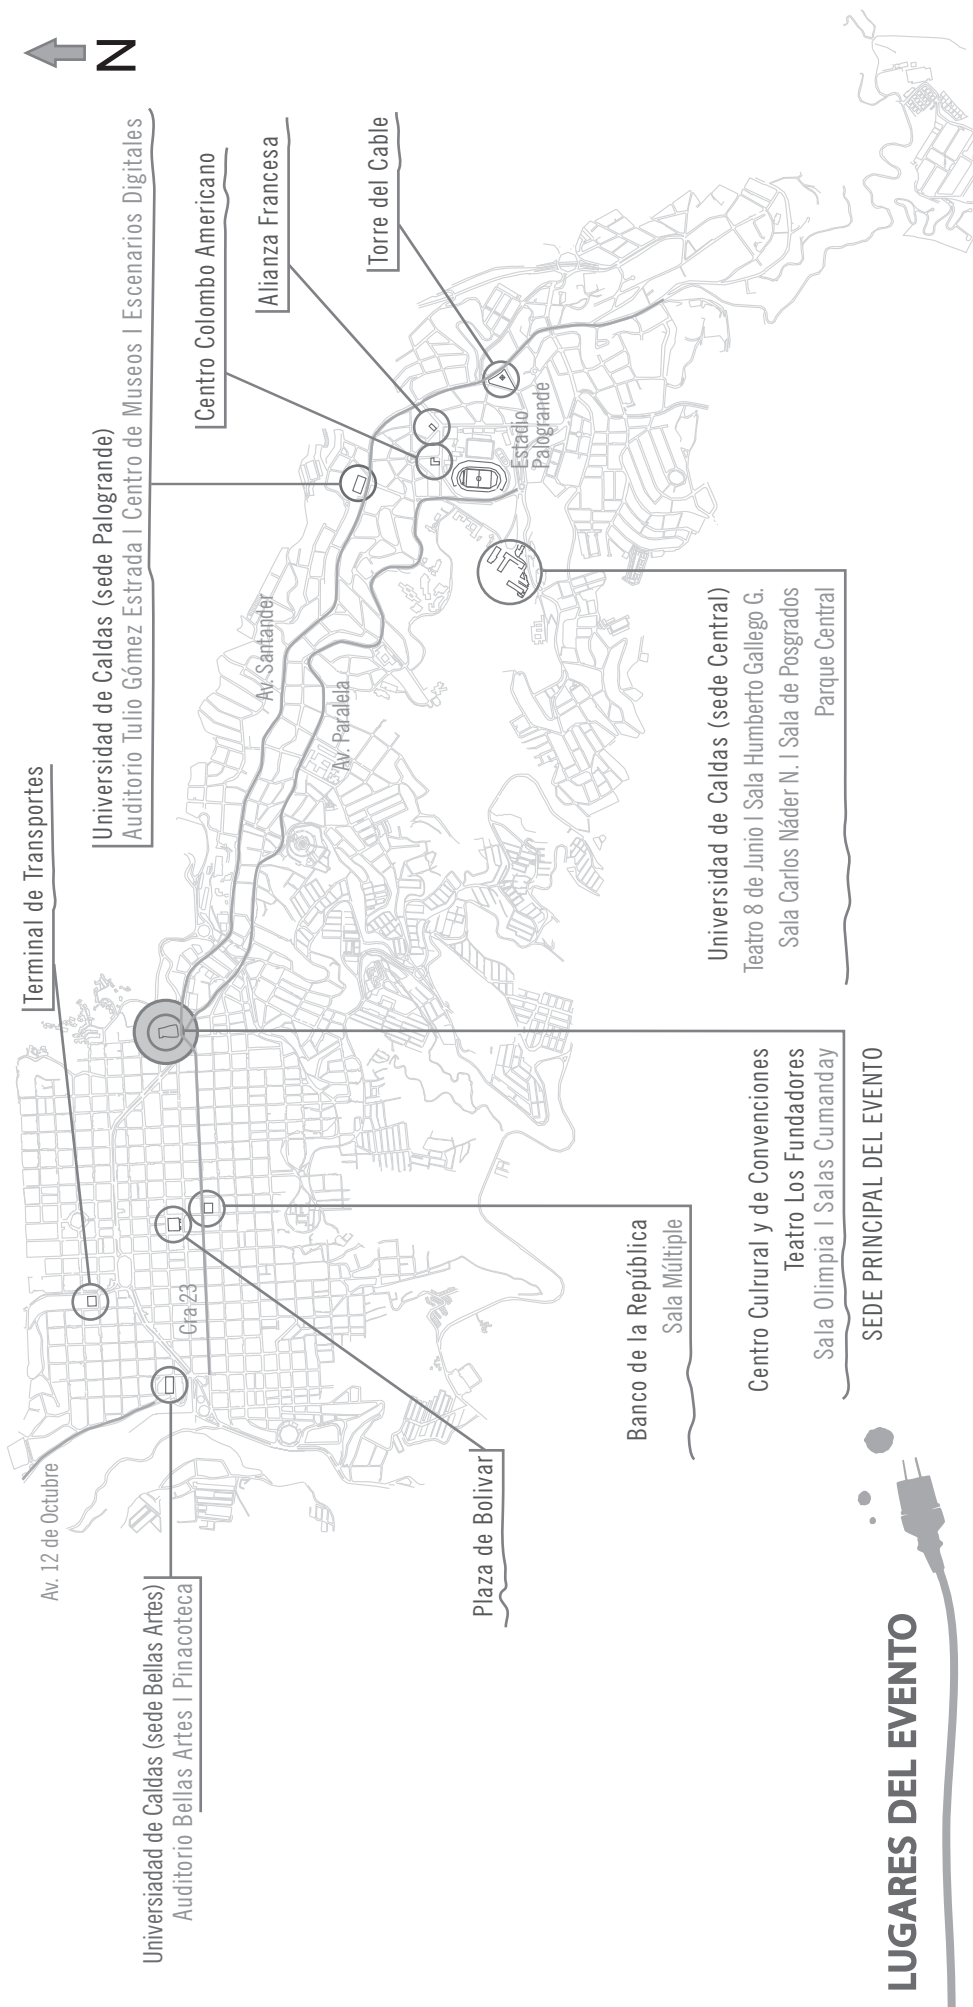 N
Terminal de Transportes
Universidad de Caldas (sede Palogrande)
Auditorio Tulio Gómez Estrada I Centro de Museos I Escenarios Digitales
Centro Colombo Americano
Alianza Francesa
Torre del Cable
Av. 12 de Octubre
Universiadad de Caldas (sede Bellas Artes)
Auditorio Bellas Artes I Pinacoteca
Cra 23
Av. Santander
Av. Paralela
Estadio
Palogrande
Plaza de Bolivar
Banco de la República
Sala Múltiple
Centro Culrural y de Convenciones
Teatro Los Fundadores
Sala Olimpia I Salas Cumanday
SEDE PRINCIPAL DEL EVENTO
Universidad de Caldas (sede Central)
Teatro 8 de Junio I Sala Humberto Gallego G.
Sala Carlos Náder N. I Sala de Posgrados
Parque Central
LUGARES DEL EVENTO